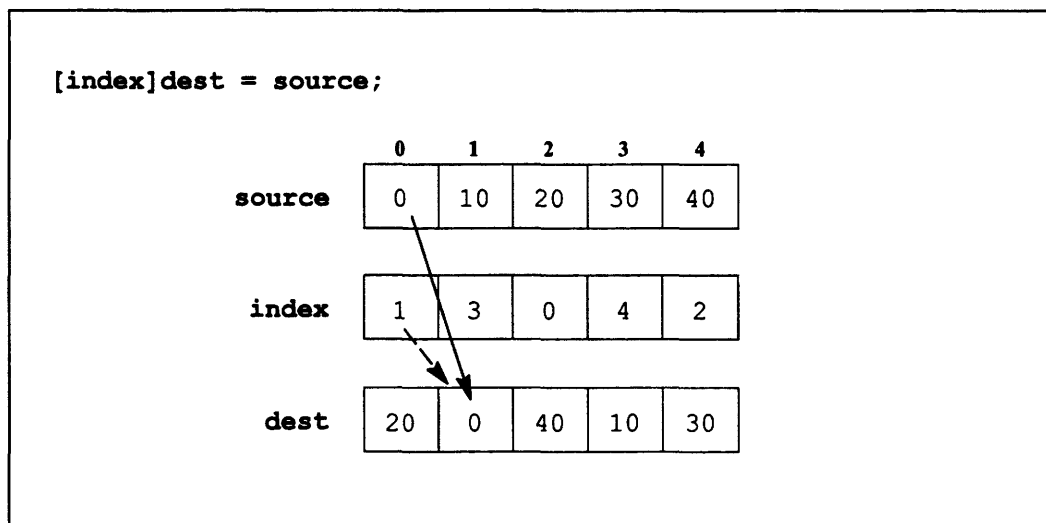 [index]dest = source;
0 1 2 3 4
source 0 10 20 30 40
index 1 3 0 4 2
dest 20 0 40 10 30